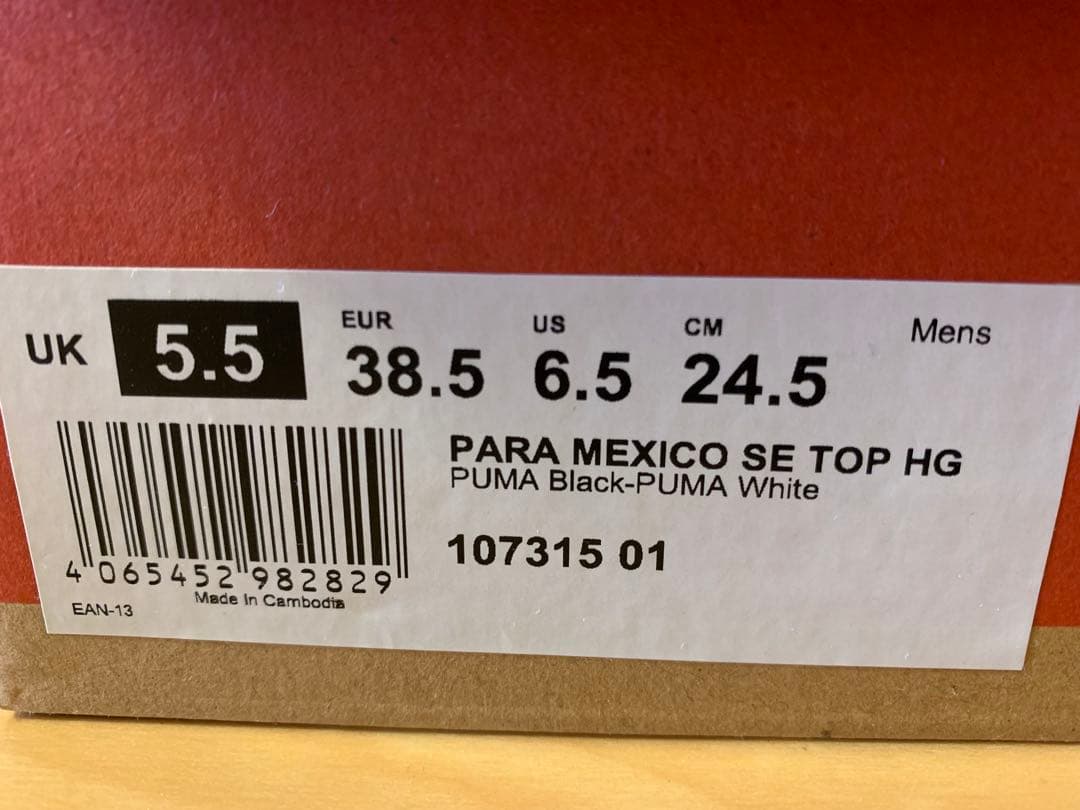 UK 5.5 EUR 38.5 US 6.5 CM 24.5 Mens
PARA MEXICO SE TOP HG
PUMA Black-PUMA White
107315 01
4 065452 982829
Made in Cambodia
EAN-13